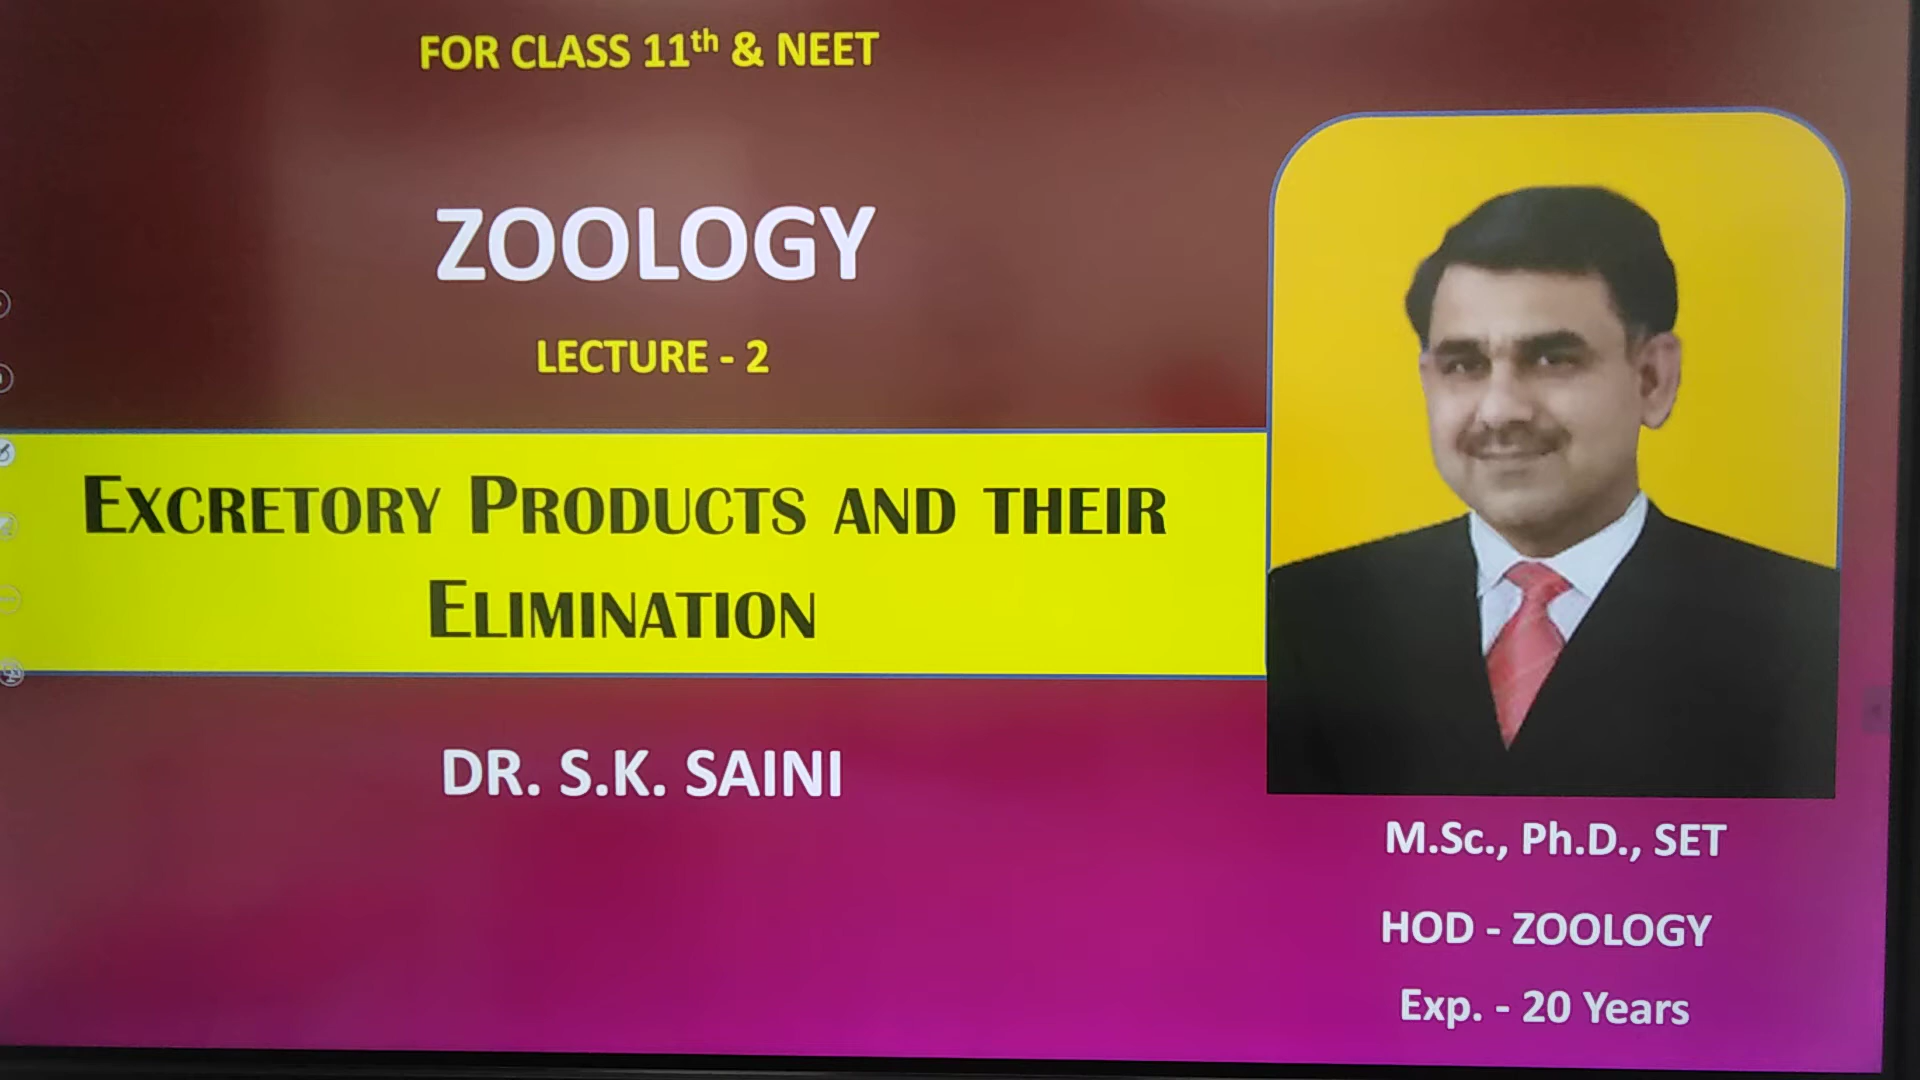 FOR CLASS 11th & NEET
ZOOLOGY
LECTURE - 2
EXCRETORY PRODUCTS AND THEIR
ELIMINATION
DR. S.K. SAINI
M.Sc., Ph.D., SET
HOD - ZOOLOGY
Exp. - 20 Years